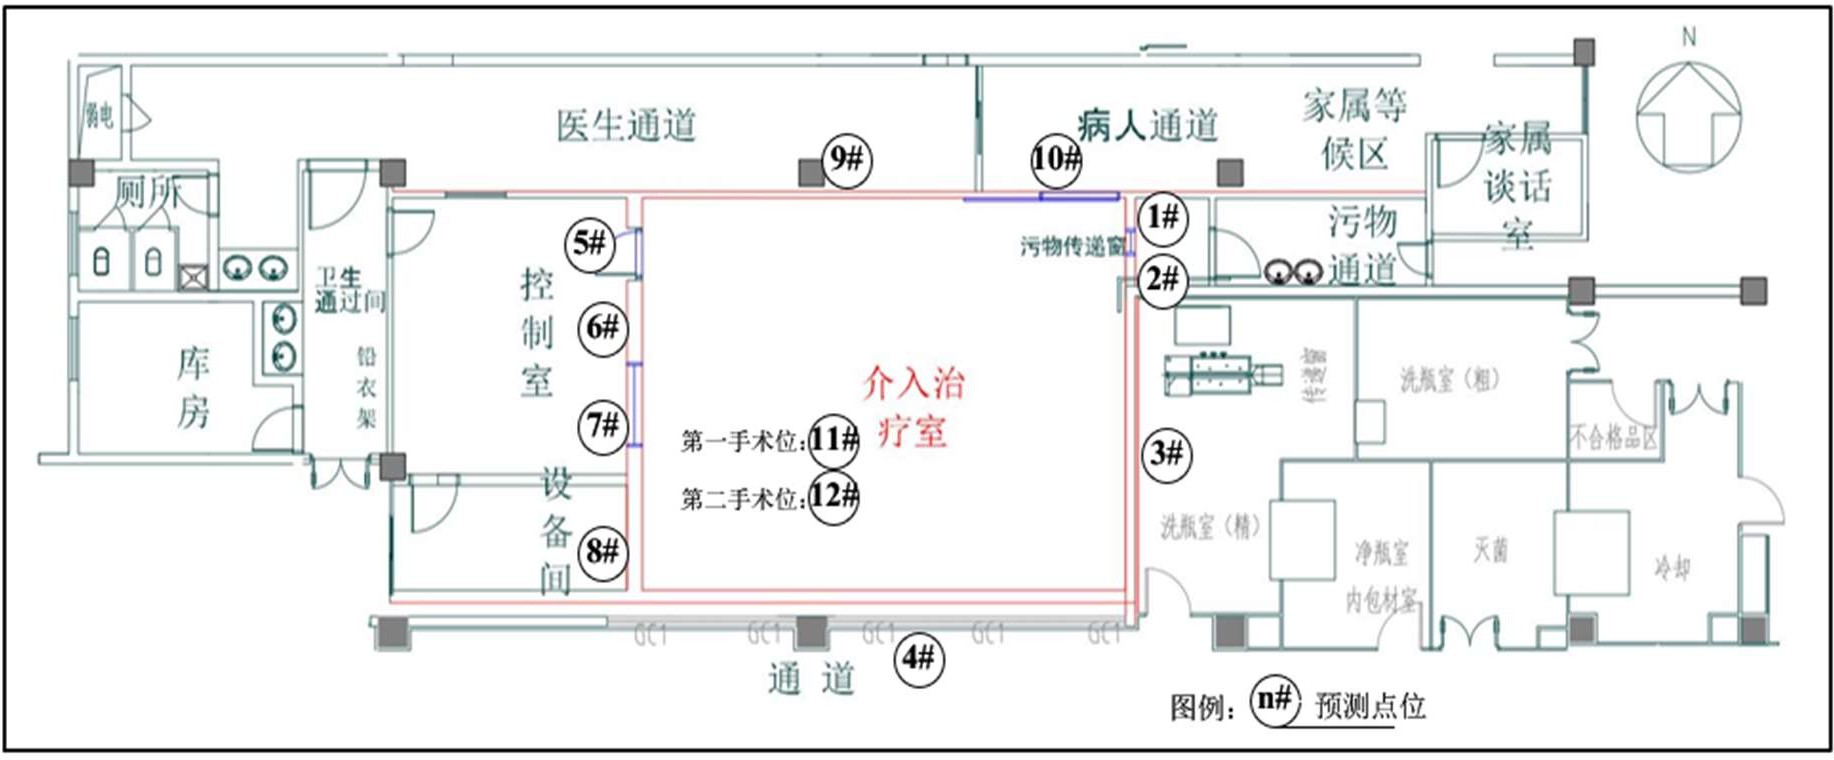 N
弱电
医生通道
病人通道
家属等
候区
家属
谈话
室
9#
10#
厕所
1#
污物
通道
5#
污物传递窗
2#
卫生
通过间
控
制
室
6#
库
房
铅
衣
架
7#
介入治
疗室
第一手术位:11#
第二手术位:12#
3#
传递窗
洗瓶室（粗）
不合格品区
设
备
间
8#
洗瓶室（精）
净瓶室
内包材室
灭菌
冷却
GC1
GC1
GC1
GC1
GC1
4#
通 道
图例: n# 预测点位